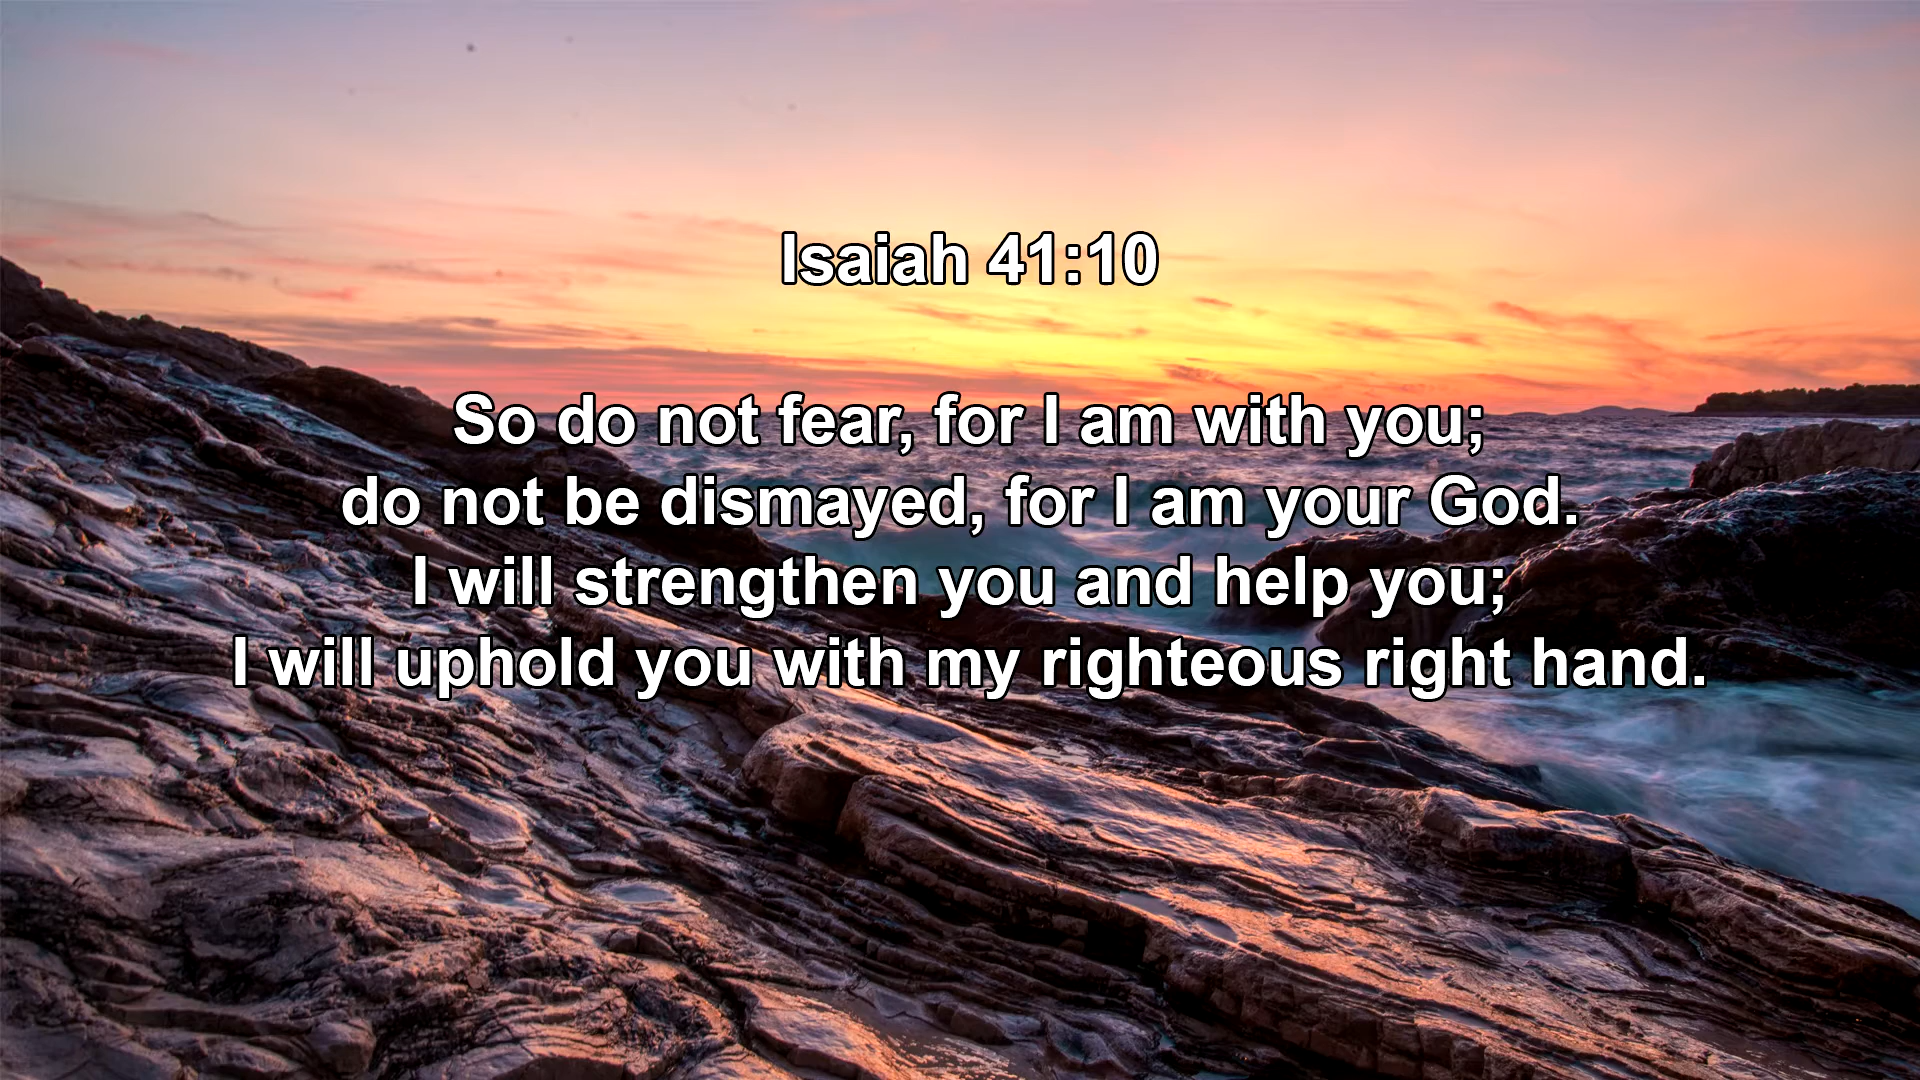 Isaiah 41:10
So do not fear, for I am with you;
do not be dismayed, for I am your God.
I will strengthen you and help you;
I will uphold you with my righteous right hand.